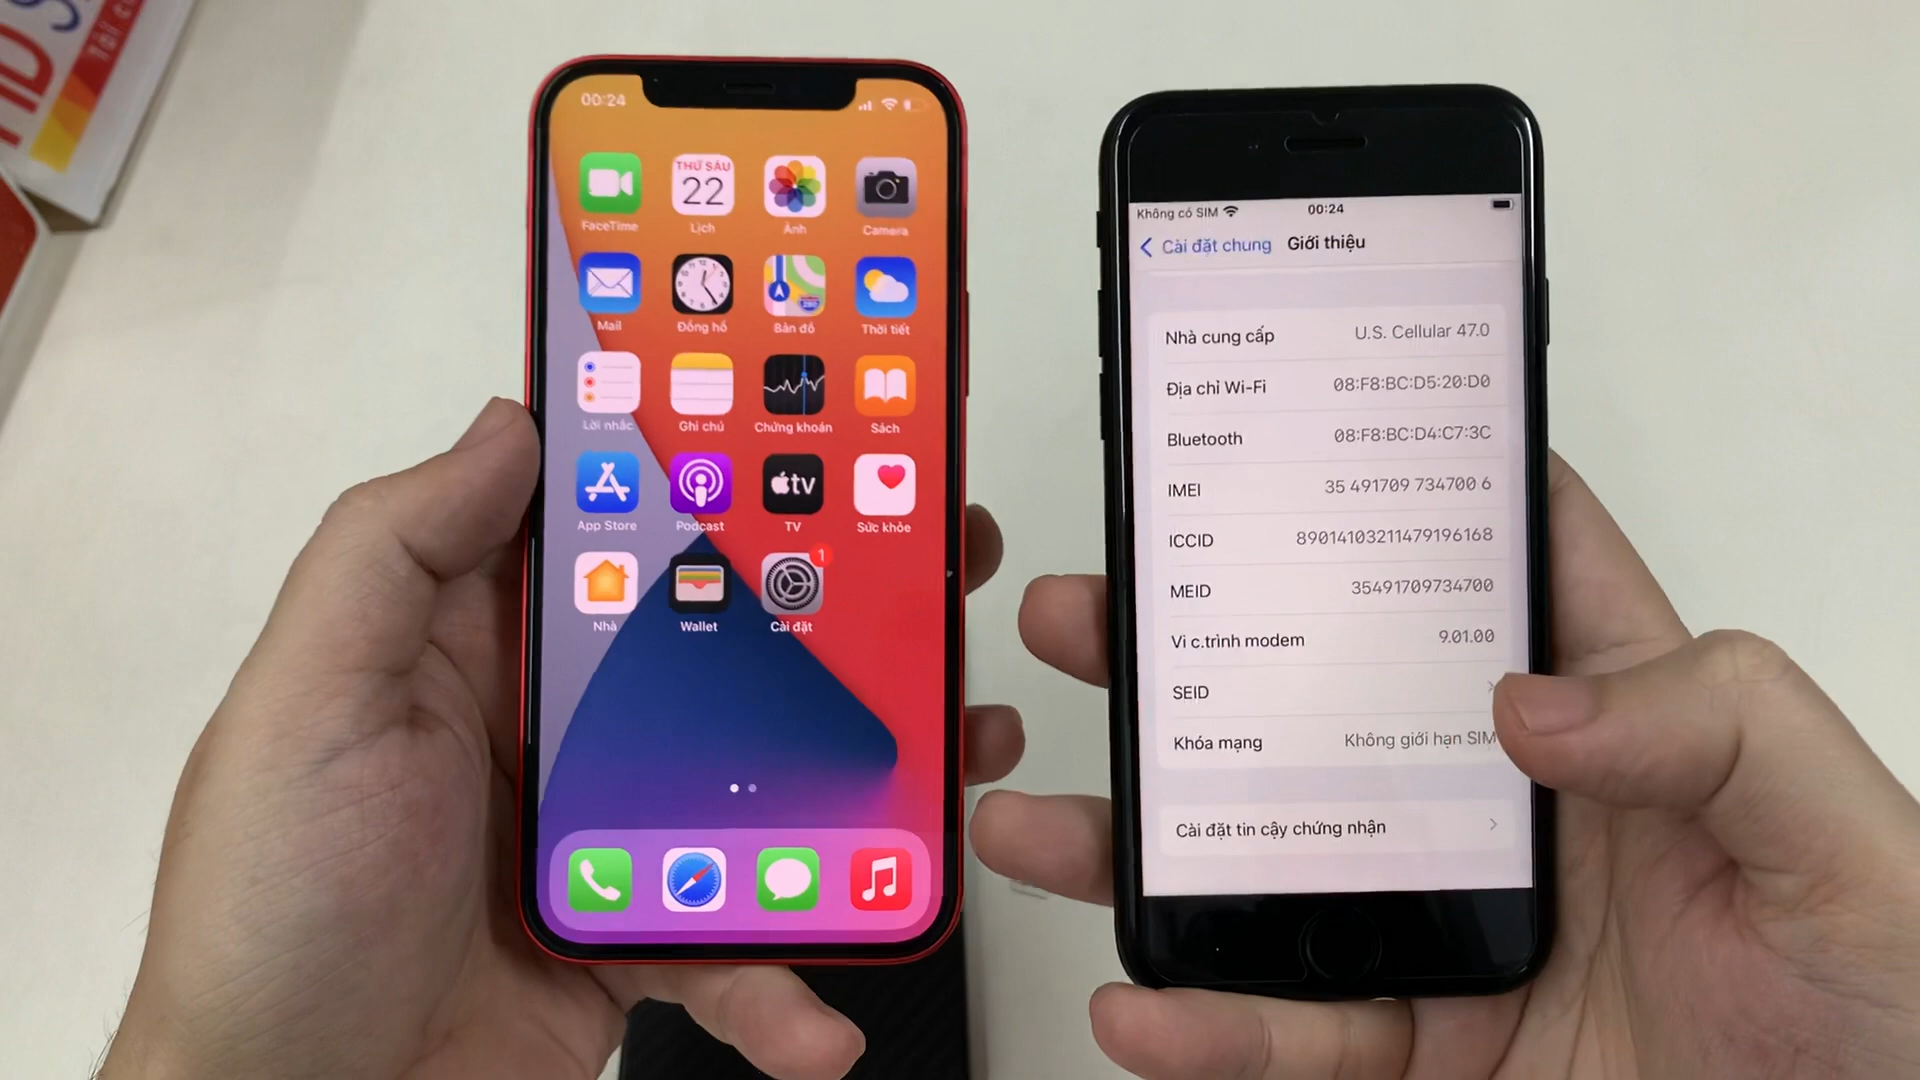 Tải
00:24
FaceTime
THỨ SÁU
22
Lịch
Ảnh
Camera
Mail
Đồng hồ
Bản đồ
280
Thời tiết
Lời nhắc
Ghi chú
Chứng khoán
Sách
App Store
Podcast
tv
TV
Sức khỏe
Nhà
Wallet
1
Cài đặt
Không có SIM
00:24
Cài đặt chung
Giới thiệu
Nhà cung cấp U.S. Cellular 47.0
Địa chỉ Wi-Fi 08:F8:BC:D5:20:D0
Bluetooth 08:F8:BC:D4:C7:3C
IMEI 35 491709 734700 6
ICCID 89014103211479196168
MEID 35491709734700
Vi c.trình modem 9.01.00
SEID
Khóa mạng Không giới hạn SIM
Cài đặt tin cậy chứng nhận